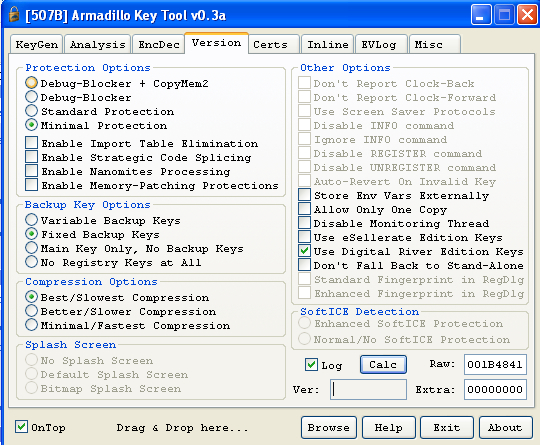 [507B] Armadillo Key Tool v0.3a
KeyGen Analysis EncDec Version Certs Inline EVLog Misc
Protection Options
Debug-Blocker + CopyMem2
Debug-Blocker
Standard Protection
Minimal Protection
Enable Import Table Elimination
Enable Strategic Code Splicing
Enable Nanomites Processing
Enable Memory-Patching Protections
Backup Key Options
Variable Backup Keys
Fixed Backup Keys
Main Key Only, No Backup Keys
No Registry Keys at All
Compression Options
Best/Slowest Compression
Better/Slower Compression
Minimal/Fastest Compression
Splash Screen
No Splash Screen
Default Splash Screen
Bitmap Splash Screen
Other Options
Don't Report Clock-Back
Don't Report Clock-Forward
Use Screen Saver Protocols
Disable INFO command
Ignore INFO command
Disable REGISTER command
Disable UNREGISTER command
Auto-Revert On Invalid Key
Store Env Vars Externally
Allow Only One Copy
Disable Monitoring Thread
Use eSellerate Edition Keys
Use Digital River Edition Keys
Don't Fall Back to Stand-Alone
Standard Fingerprint in RegDlg
Enhanced Fingerprint in RegDlg
SoftICE Detection
Enhanced SoftICE Protection
Normal/No SoftICE Protection
Log Calc Raw: 001B4841
Ver: Extra: 00000000
OnTop Drag & Drop here... Browse Help Exit About